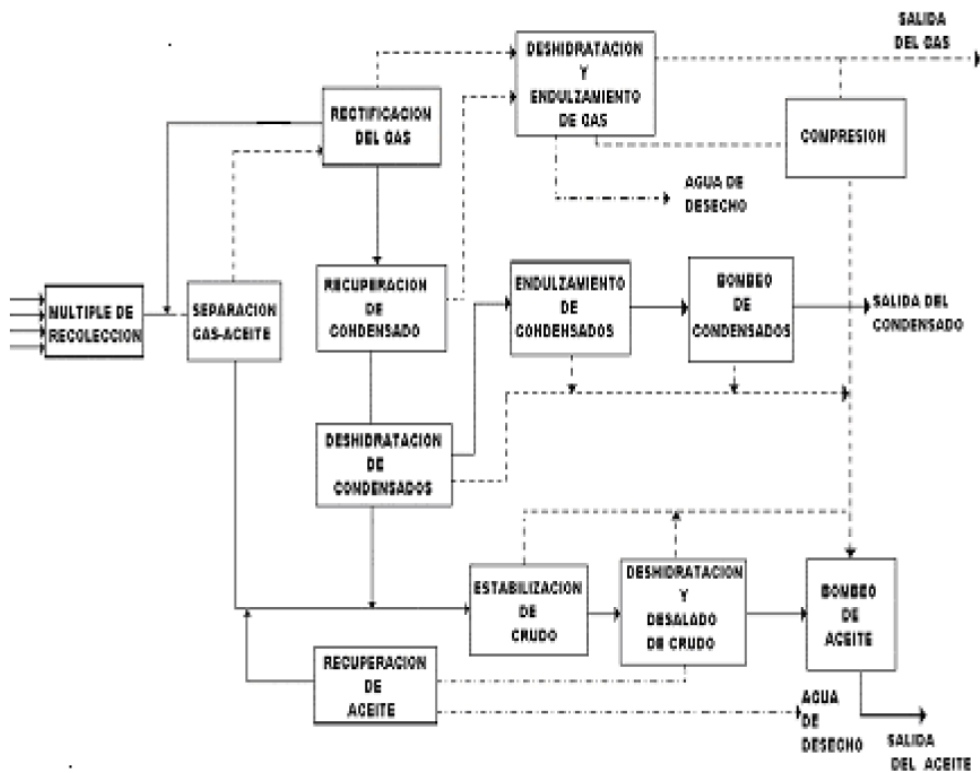 SALIDA
DEL GAS
DESHIDRATACION
Y
ENDULZAMIENTO
DE GAS
RECTIFICACION
DEL GAS
COMPRESION
AGUA DE
DESECHO
MULTIPLE DE
RECOLECCION
SEPARACION
GAS-ACEITE
RECUPERACION
DE
CONDENSADO
ENDULZAMIENTO
DE
CONDENSADOS
BOMBEO
DE
CONDENSADOS
SALIDA DEL
CONDENSADO
DESHIDRATACION
DE
CONDENSADOS
ESTABILIZACION
DE
CRUDO
DESHIDRATACION
Y
DESALADO
DE CRUDO
BOMBEO
DE
ACEITE
RECUPERACION
DE
ACEITE
AGUA
DE
DESECHO
SALIDA
DEL ACEITE